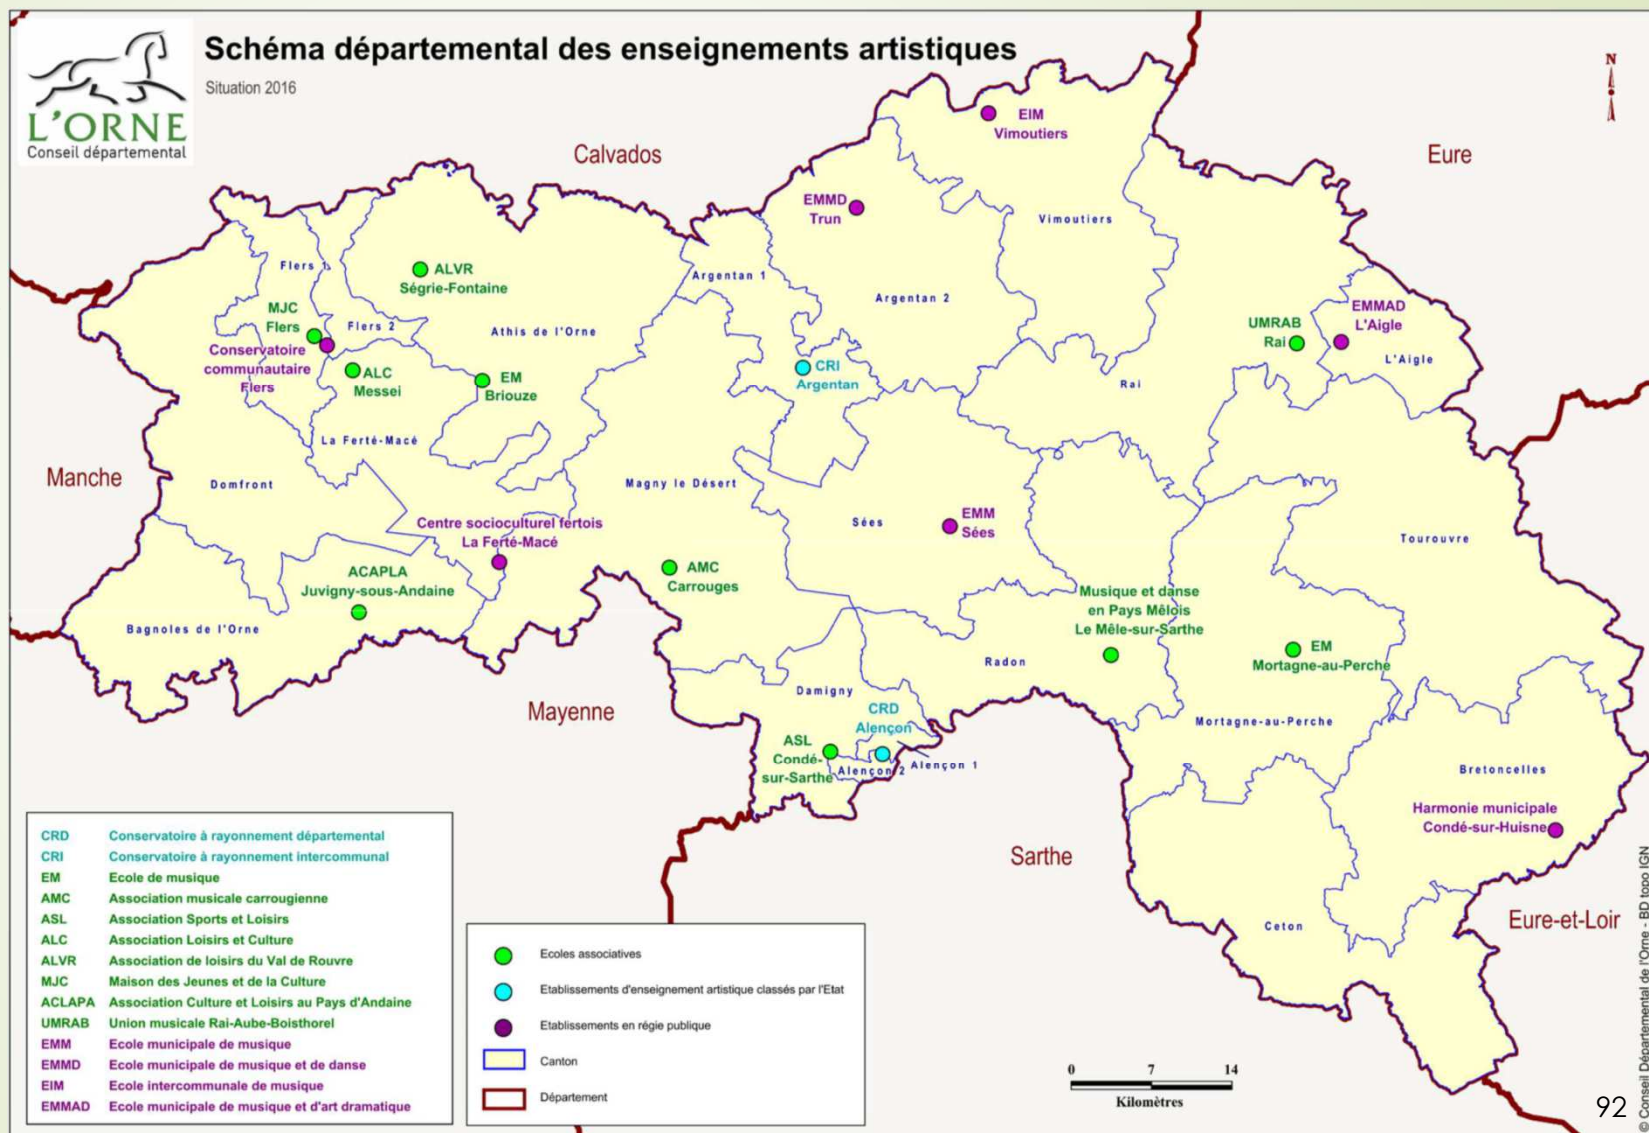 L'ORNE
Conseil départemental
Schéma départemental des enseignements artistiques
Situation 2016
N
Calvados
Eure
Manche
Mayenne
Sarthe
Eure-et-Loir
EIM
Vimoutiers
EMMD
Trun
Vimoutiers
Flers 1
ALVR
Ségrie-Fontaine
Argentan 1
Argentan 2
MJC
Flers
Flers 2
Athis de l'Orne
Conservatoire
communautaire
Flers
ALC
Messei
EM
Briouze
CRI
Argentan
UMRAB
Rai
EMMAD
L'Aigle
L'Aigle
Rai
La Ferté-Macé
Domfront
Magny le Désert
Centre socioculturel fertois
La Ferté-Macé
Sées
EMM
Sées
Tourouvre
ACAPLA
Juvigny-sous-Andaine
AMC
Carrouges
Bagnoles de l'Orne
Musique et danse
en Pays Mêlois
Le Mêle-sur-Sarthe
EM
Mortagne-au-Perche
Radon
Damigny
CRD
Alençon
Mortagne-au-Perche
ASL
Condé-
sur-Sarthe
Alençon 2
Alençon 1
Bretoncelles
Harmonie municipale
Condé-sur-Huisne
Ceton
CRD Conservatoire à rayonnement départemental
CRI Conservatoire à rayonnement intercommunal
EM Ecole de musique
AMC Association musicale carrougienne
ASL Association Sports et Loisirs
ALC Association Loisirs et Culture
ALVR Association de loisirs du Val de Rouvre
MJC Maison des Jeunes et de la Culture
ACLAPA Association Culture et Loisirs au Pays d'Andaine
UMRAB Union musicale Rai-Aube-Boisthorel
EMM Ecole municipale de musique
EMMD Ecole municipale de musique et de danse
EIM Ecole intercommunale de musique
EMMAD Ecole municipale de musique et d'art dramatique
Ecoles associatives
Etablissements d'enseignement artistique classés par l'Etat
Etablissements en régie publique
Canton
Département
0 7 14
Kilomètres
© Conseil Départemental de l'Orne - BD topo IGN
92